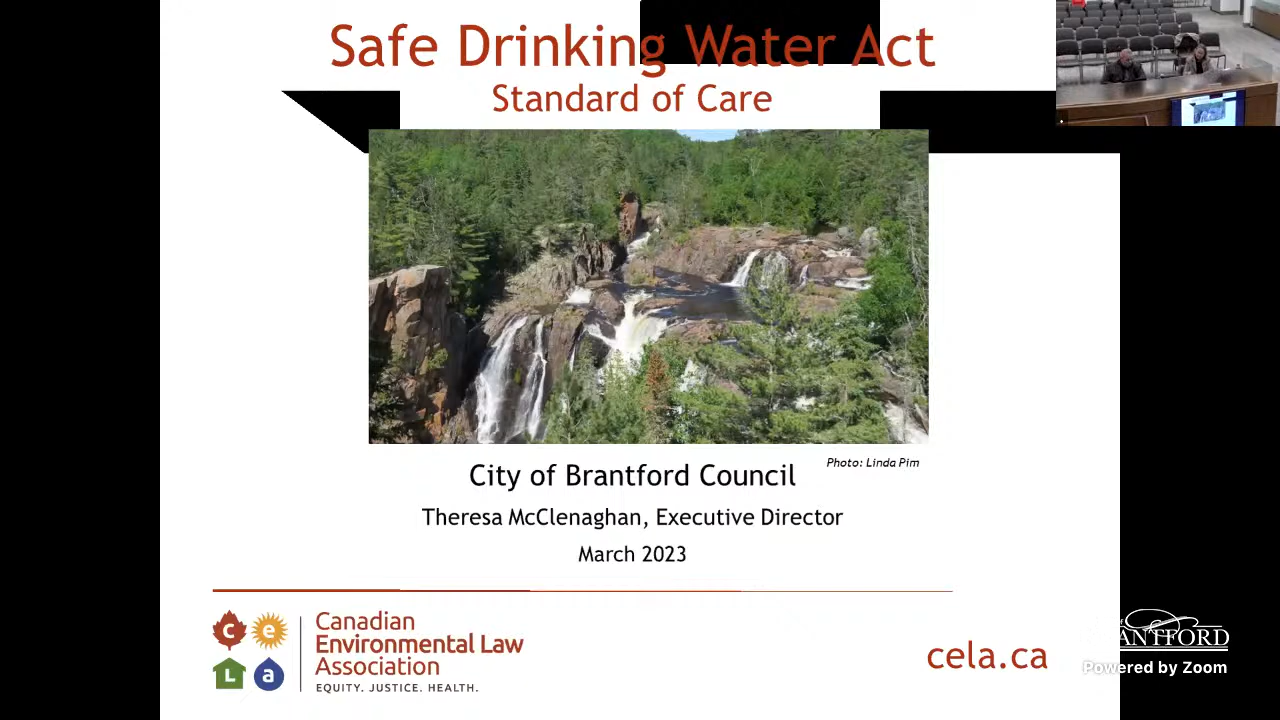 Safe Drinking Water Act
Standard of Care
Photo: Linda Pim
City of Brantford Council
Theresa McClenaghan, Executive Director
March 2023
c e
L a
Canadian
Environmental Law
Association
EQUITY. JUSTICE. HEALTH.
cela.ca
RANTFORD
Powered by Zoom